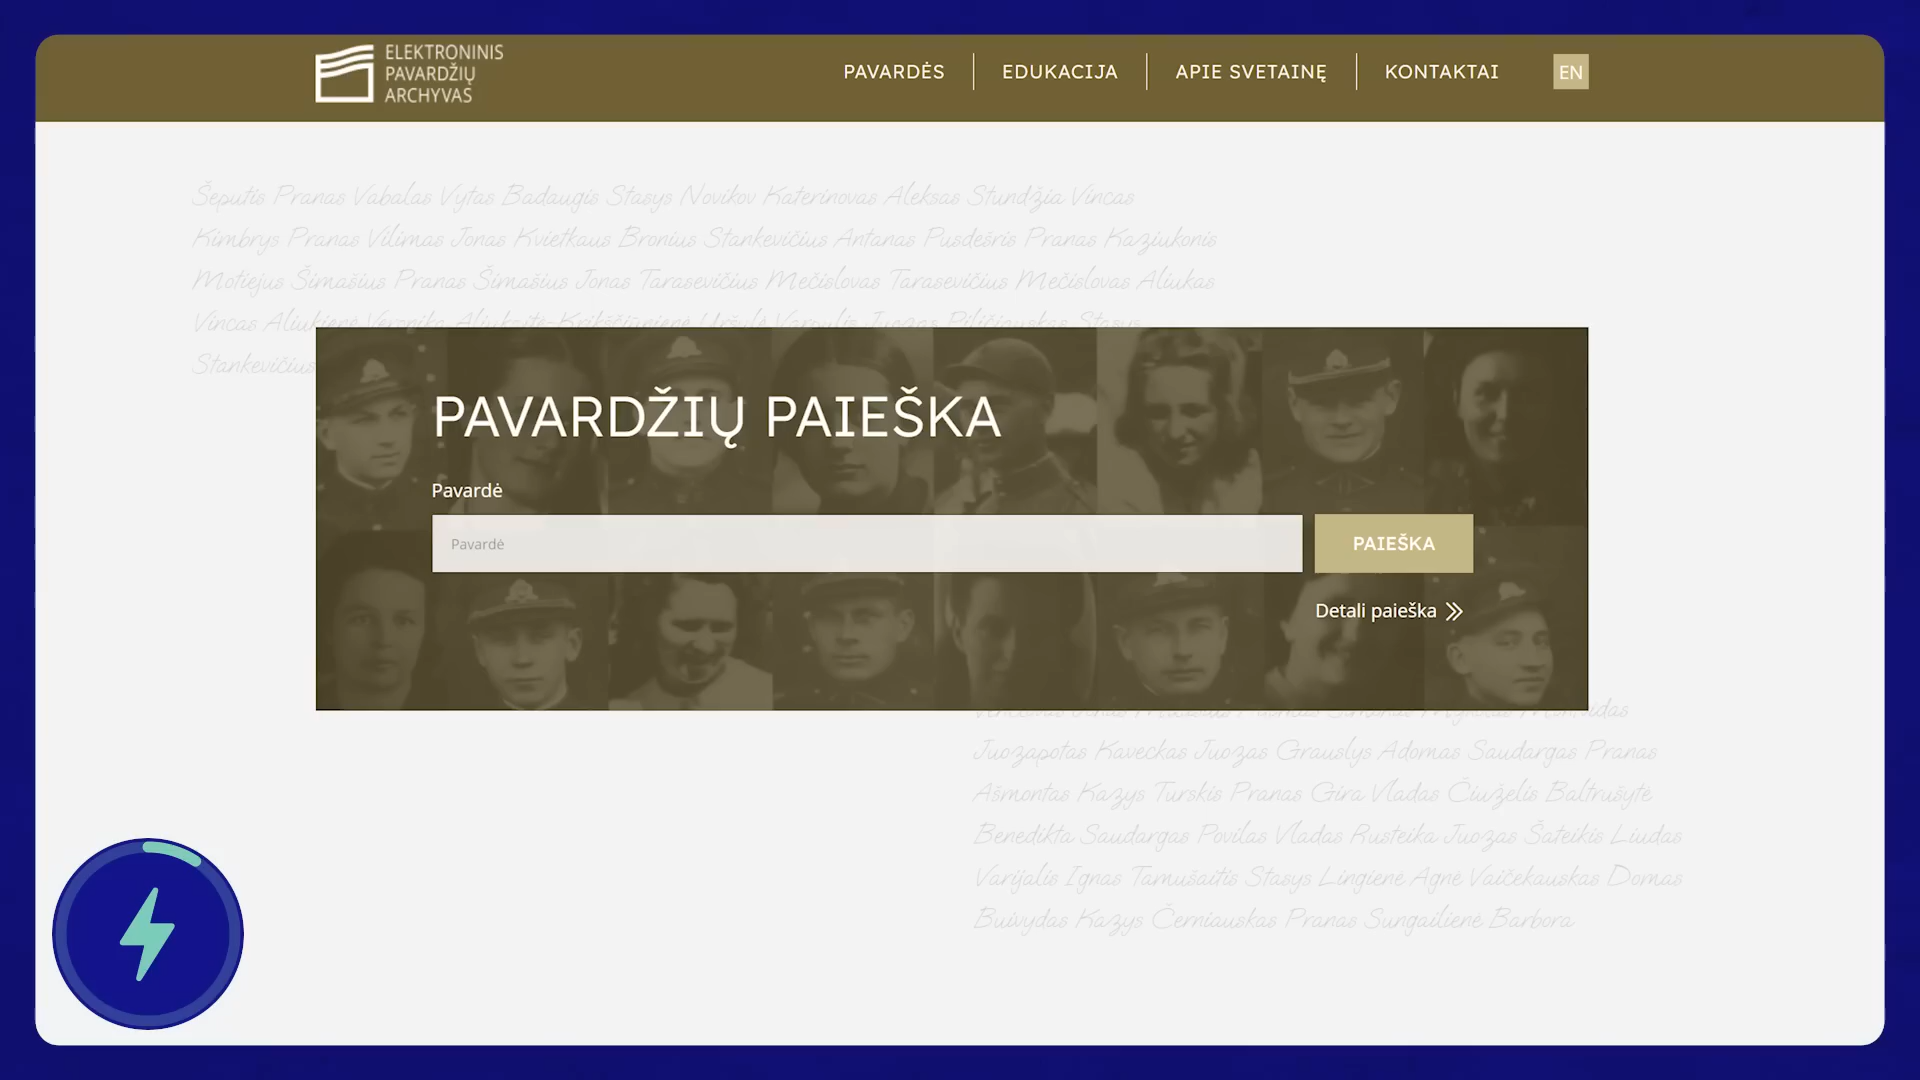 ELEKTRONINIS
PAVARDŽIŲ
ARCHYVAS
PAVARDĖS
EDUKACIJA
APIE SVETAINĘ
KONTAKTAI
EN
Šeputis Pranas Vabalas Vytas Badaugis Stasys Novikov Katerinovas Aleksas Stundžia Vincas
Kimbrys Pranas Vilimas Jonas Kvietkaus Bronius Stankevičius Antanas Pusdešris Pranas Kaziukonis
Motiejus Šimašius Pranas Šimašius Jonas Tarasevičius Mečislovas Tarasevičius Mečislovas Aliukas
Vincas Aliukienė Veronika Aliukaytė-Krikščiūnienė Uršulė Vargulis Juozas Piličiauskas Stasys
Stankevičius
PAVARDŽIŲ PAIEŠKA
Pavardė
Pavardė
PAIEŠKA
Detali paieška
Juozapotas Kaveckas Juozas Grauslys Adomas Saudargas Pranas
Ašmontas Kazys Turskis Pranas Gira Vladas Čiuželis Baltrušytė
Benedikta Saudargas Povilas Vladas Rusteika Juozas Šateikis Liudas
Varijalis Ignas Tamušaitis Stasys Lingienė Agnė Vaičekauskas Domas
Buivydas Kazys Černiauskas Pranas Sungailienė Barbora